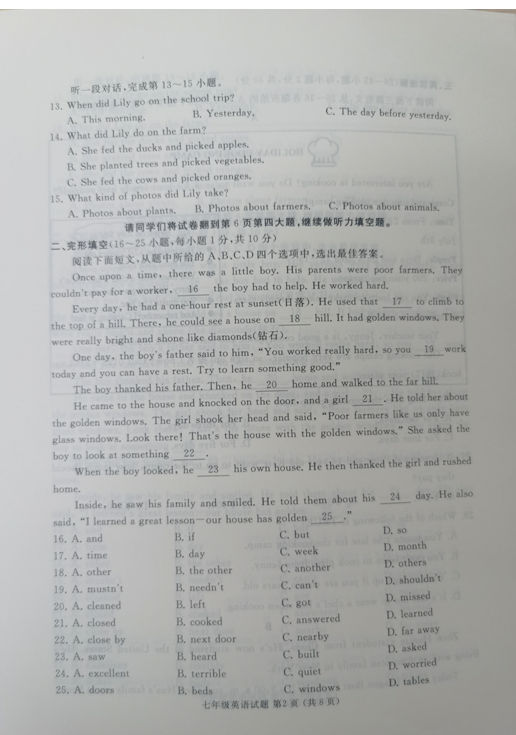 听一段对话,完成第13～15小题。
13. When did Lily go on the school trip?
A. This morning. B. Yesterday. C. The day before yesterday.
14. What did Lily do on the farm?
A. She fed the ducks and picked apples.
B. She planted trees and picked vegetables.
C. She fed the cows and picked oranges.
15. What kind of photos did Lily take?
A. Photos about plants. B. Photos about farmers. C. Photos about animals.
请同学们将试卷翻到第6页第四大题,继续做听力填空题。
二、完形填空(16～25小题,每小题1分,共10分)
阅读下面短文,从题中所给的A、B、C、D四个选项中,选出最佳答案。
Once upon a time, there was a little boy. His parents were poor farmers. They
couldn't pay for a worker, 16 the boy had to help. He worked hard.
Every day, he had a one-hour rest at sunset(日落). He used that 17 to climb to
the top of a hill. There, he could see a house on 18 hill. It had golden windows. They
were really bright and shone like diamonds(钻石).
One day, the boy's father said to him, "You worked really hard, so you 19 work
today and you can have a rest. Try to learn something good."
The boy thanked his father. Then, he 20 home and walked to the far hill.
He came to the house and knocked on the door, and a girl 21 . He told her about
the golden windows. The girl shook her head and said, "Poor farmers like us only have
glass windows. Look there! That's the house with the golden windows." She asked the
boy to look at something 22 .
When the boy looked, he 23 his own house. He then thanked the girl and rushed
home.
Inside, he saw his family and smiled. He told them about his 24 day. He also
said, "I learned a great lesson—our house has golden 25 ."
16. A. and B. if C. but D. so
17. A. time B. day C. week D. month
18. A. other B. the other C. another D. others
19. A. mustn't B. needn't C. can't D. shouldn't
20. A. cleaned B. left C. got D. missed
21. A. closed B. cooked C. answered D. learned
22. A. close by B. next door C. nearby D. far away
23. A. saw B. heard C. built D. asked
24. A. excellent B. terrible C. quiet D. worried
25. A. doors B. beds C. windows D. tables
七年级英语试题 第2页(共8页)